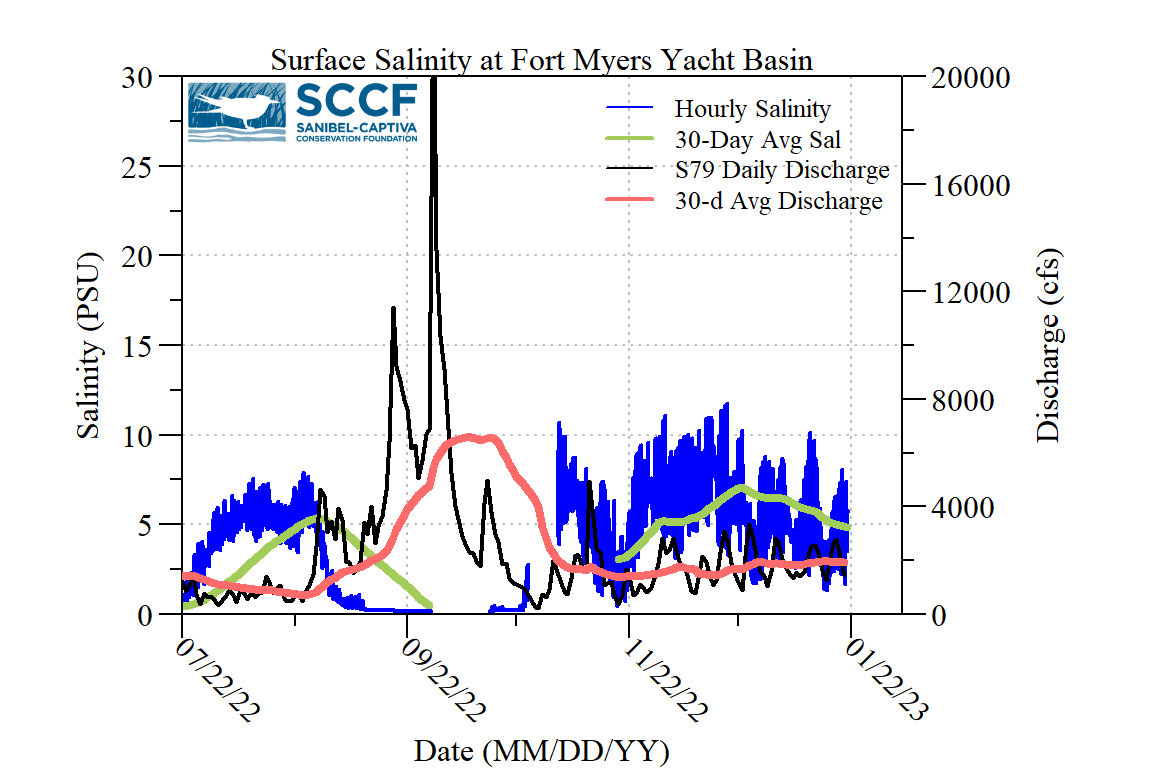 Surface Salinity at Fort Myers Yacht Basin
SCCF
SANIBEL-CAPTIVA
CONSERVATION FOUNDATION
Hourly Salinity
30-Day Avg Sal
S79 Daily Discharge
30-d Avg Discharge
30
25
20
15
10
5
0
Salinity (PSU)
20000
16000
12000
8000
4000
0
Discharge (cfs)
07/22/22
09/22/22
11/22/22
01/22/23
Date (MM/DD/YY)